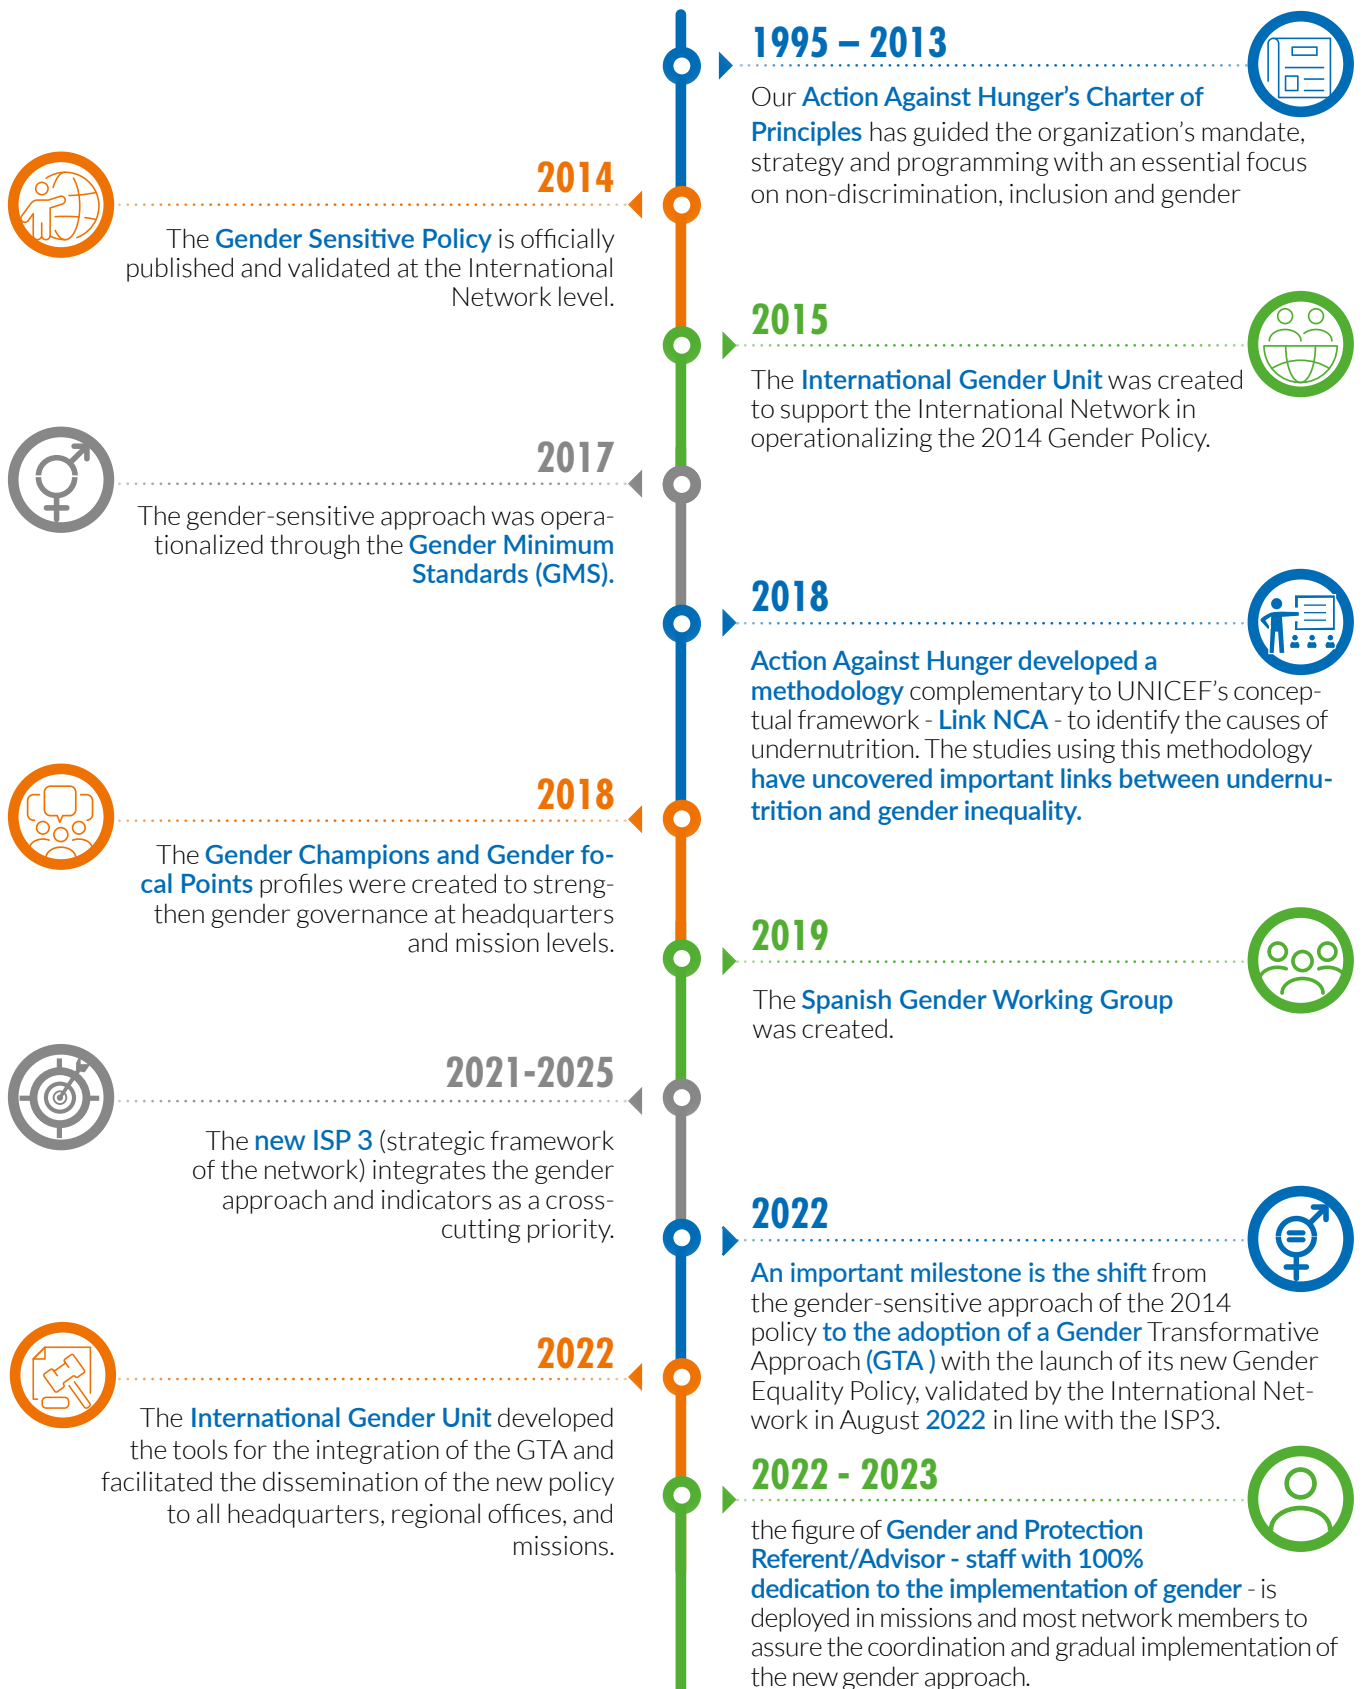 1995 – 2013
Our Action Against Hunger's Charter of
Principles has guided the organization's mandate,
strategy and programming with an essential focus
on non-discrimination, inclusion and gender
2014
The Gender Sensitive Policy is officially
published and validated at the International
Network level.
2015
The International Gender Unit was created
to support the International Network in
operationalizing the 2014 Gender Policy.
2017
The gender-sensitive approach was opera-
tionalized through the Gender Minimum
Standards (GMS).
2018
Action Against Hunger developed a
methodology complementary to UNICEF's concep-
tual framework - Link NCA - to identify the causes of
undernutrition. The studies using this methodology
have uncovered important links between undernu-
trition and gender inequality.
2018
The Gender Champions and Gender fo-
cal Points profiles were created to streng-
then gender governance at headquarters
and mission levels.
2019
The Spanish Gender Working Group
was created.
2021-2025
The new ISP 3 (strategic framework
of the network) integrates the gender
approach and indicators as a cross-
cutting priority.
2022
An important milestone is the shift from
the gender-sensitive approach of the 2014
policy to the adoption of a Gender Transformative
Approach (GTA ) with the launch of its new Gender
Equality Policy, validated by the International Net-
work in August 2022 in line with the ISP3.
2022
The International Gender Unit developed
the tools for the integration of the GTA and
facilitated the dissemination of the new policy
to all headquarters, regional offices, and
missions.
2022 - 2023
the figure of Gender and Protection
Referent/Advisor - staff with 100%
dedication to the implementation of gender - is
deployed in missions and most network members to
assure the coordination and gradual implementation of
the new gender approach.